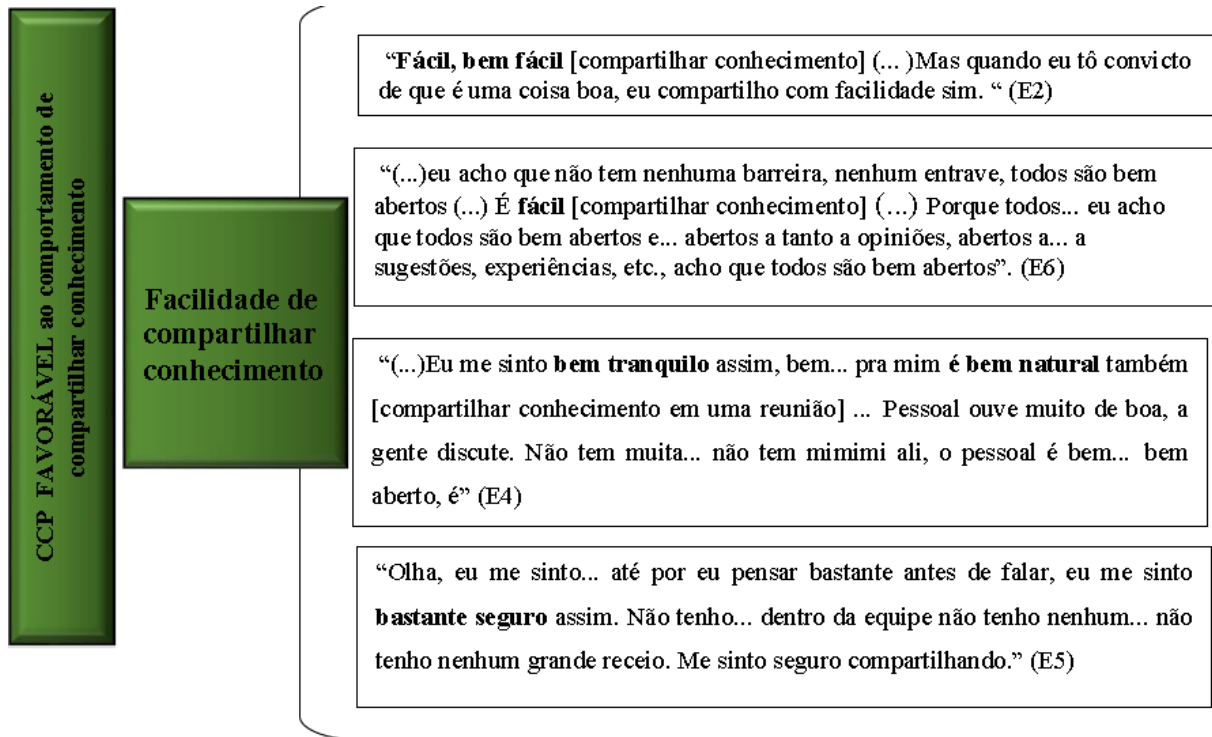 CCP FAVORÁVEL ao comportamento de
compartilhar conhecimento
Facilidade de
compartilhar
conhecimento
“Fácil, bem fácil [compartilhar conhecimento] (... )Mas quando eu tô convicto
de que é uma coisa boa, eu compartilho com facilidade sim. “ (E2)
“(...)eu acho que não tem nenhuma barreira, nenhum entrave, todos são bem
abertos (...) É fácil [compartilhar conhecimento] (...) Porque todos... eu acho
que todos são bem abertos e... abertos a tanto a opiniões, abertos a... a
sugestões, experiências, etc., acho que todos são bem abertos”. (E6)
“(...)Eu me sinto bem tranquilo assim, bem... pra mim é bem natural também
[compartilhar conhecimento em uma reunião] ... Pessoal ouve muito de boa, a
gente discute. Não tem muita... não tem mimimi ali, o pessoal é bem... bem
aberto, é” (E4)
“Olha, eu me sinto... até por eu pensar bastante antes de falar, eu me sinto
bastante seguro assim. Não tenho... dentro da equipe não tenho nenhum... não
tenho nenhum grande receio. Me sinto seguro compartilhando.” (E5)